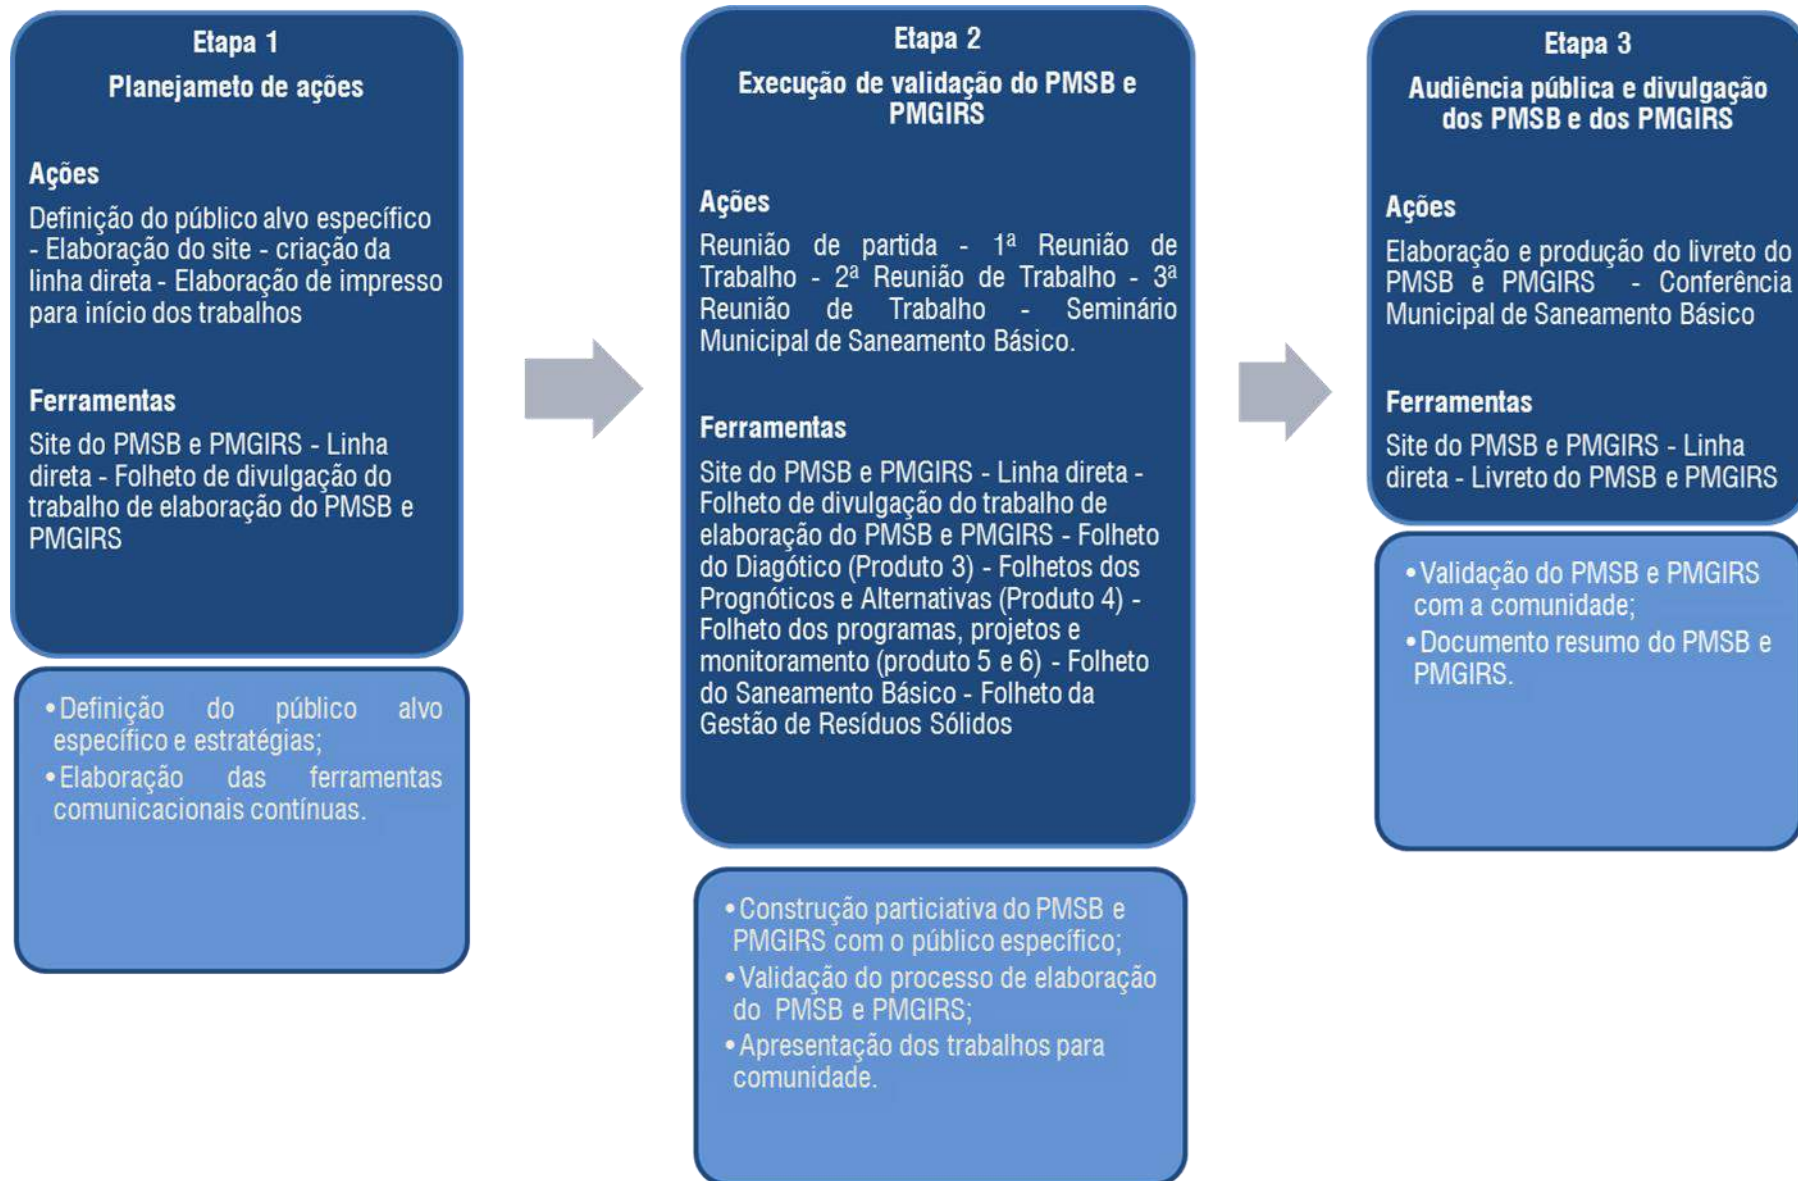 Etapa 1
Planejameto de ações
Ações
Definição do público alvo específico
- Elaboração do site - criação da
linha direta - Elaboração de impresso
para início dos trabalhos
Ferramentas
Site do PMSB e PMGIRS - Linha
direta - Folheto de divulgação do
trabalho de elaboração do PMSB e
PMGIRS
•Definição do público alvo
específico e estratégias;
•Elaboração das ferramentas
comunicacionais contínuas.
Etapa 2
Execução de validação do PMSB e
PMGIRS
Ações
Reunião de partida - 1ª Reunião de
Trabalho - 2ª Reunião de Trabalho - 3ª
Reunião de Trabalho - Seminário
Municipal de Saneamento Básico.
Ferramentas
Site do PMSB e PMGIRS - Linha direta -
Folheto de divulgação do trabalho de
elaboração do PMSB e PMGIRS - Folheto
do Diagótico (Produto 3) - Folhetos dos
Prognóticos e Alternativas (Produto 4) -
Folheto dos programas, projetos e
monitoramento (produto 5 e 6) - Folheto
do Saneamento Básico - Folheto da
Gestão de Resíduos Sólidos
•Construção particiativa do PMSB e
PMGIRS com o público específico;
•Validação do processo de elaboração
do PMSB e PMGIRS;
•Apresentação dos trabalhos para
comunidade.
Etapa 3
Audiência pública e divulgação
dos PMSB e dos PMGIRS
Ações
Elaboração e produção do livreto do
PMSB e PMGIRS - Conferência
Municipal de Saneamento Básico
Ferramentas
Site do PMSB e PMGIRS - Linha
direta - Livreto do PMSB e PMGIRS
•Validação do PMSB e PMGIRS
com a comunidade;
•Documento resumo do PMSB e
PMGIRS.